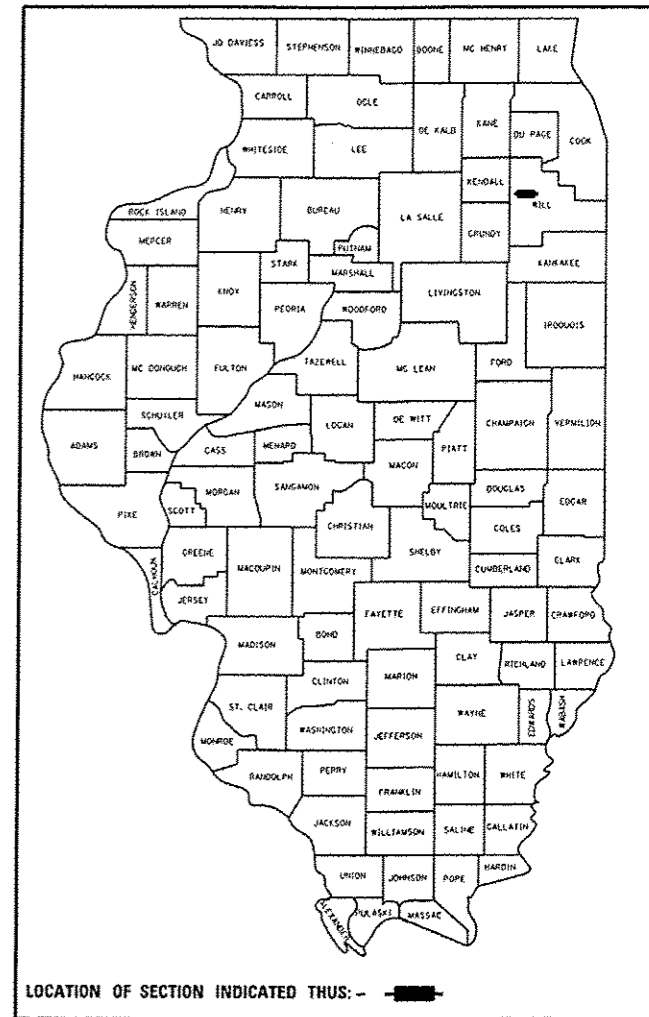 JO DAVIESS STEPHENSON WINNEBAGO BOONE MC HENRY LAKE
CARROLL OGLE DE KALB KANE DU PAGE COOK
WHITESIDE LEE
KENDALL WILL
ROCK ISLAND HENRY BUREAU LA SALLE GRUNDY
MERCER PUTNAM KANKAKEE
STARK MARSHALL
HENDERSON WARREN KNOX PEORIA WOODFORD LIVINGSTON IROQUOIS
HANCOCK MC DONOUGH FULTON TAZEWELL MC LEAN FORD
SCHUYLER MASON LOGAN DE WITT CHAMPAIGN VERMILION
ADAMS BROWN CASS MENARD MACON PIATT
MORGAN SANGAMON DOUGLAS EDGAR
PIKE SCOTT CHRISTIAN MOULTRIE COLES
CALHOUN GREENE MACOUPIN MONTGOMERY SHELBY CUMBERLAND CLARK
JERSEY FAYETTE EFFINGHAM JASPER CRAWFORD
MADISON BOND CLAY RICHLAND LAWRENCE
CLINTON MARION
ST. CLAIR WAYNE EDWARDS WABASH
MONROE WASHINGTON JEFFERSON
RANDOLPH PERRY HAMILTON WHITE
FRANKLIN
JACKSON WILLIAMSON SALINE GALLATIN
UNION JOHNSON POPE HARDIN
ALEXANDER PULASKI MASSAC
LOCATION OF SECTION INDICATED THUS: -